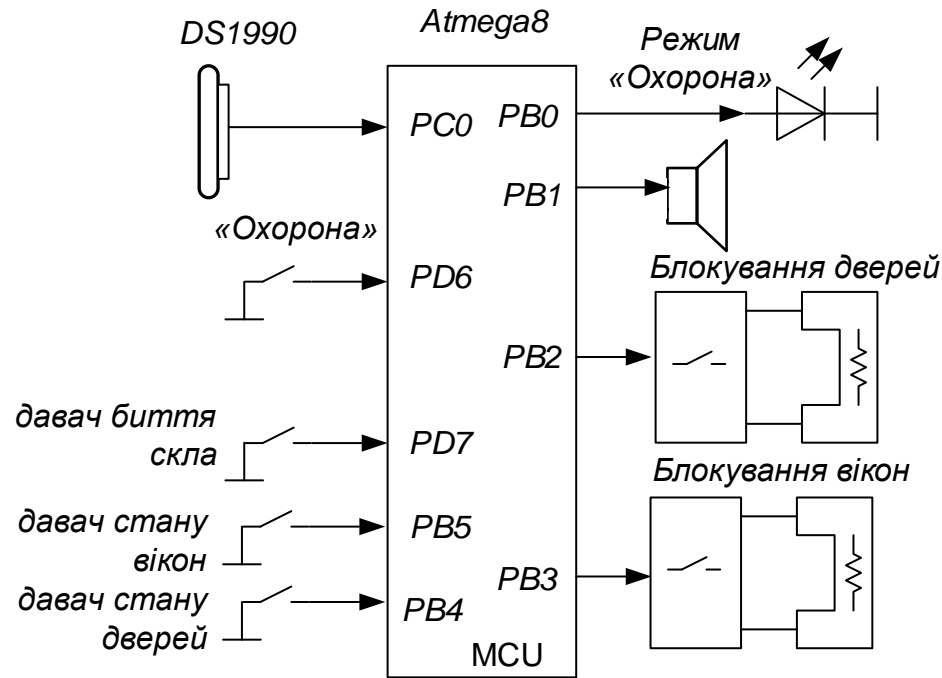 DS1990
Atmega8
Режим
«Охорона»
PC0
PB0
PB1
«Охорона»
PD6
Блокування дверей
PB2
давач биття
скла
PD7
Блокування вікон
давач стану
вікон
PB5
PB3
давач стану
дверей
PB4
MCU